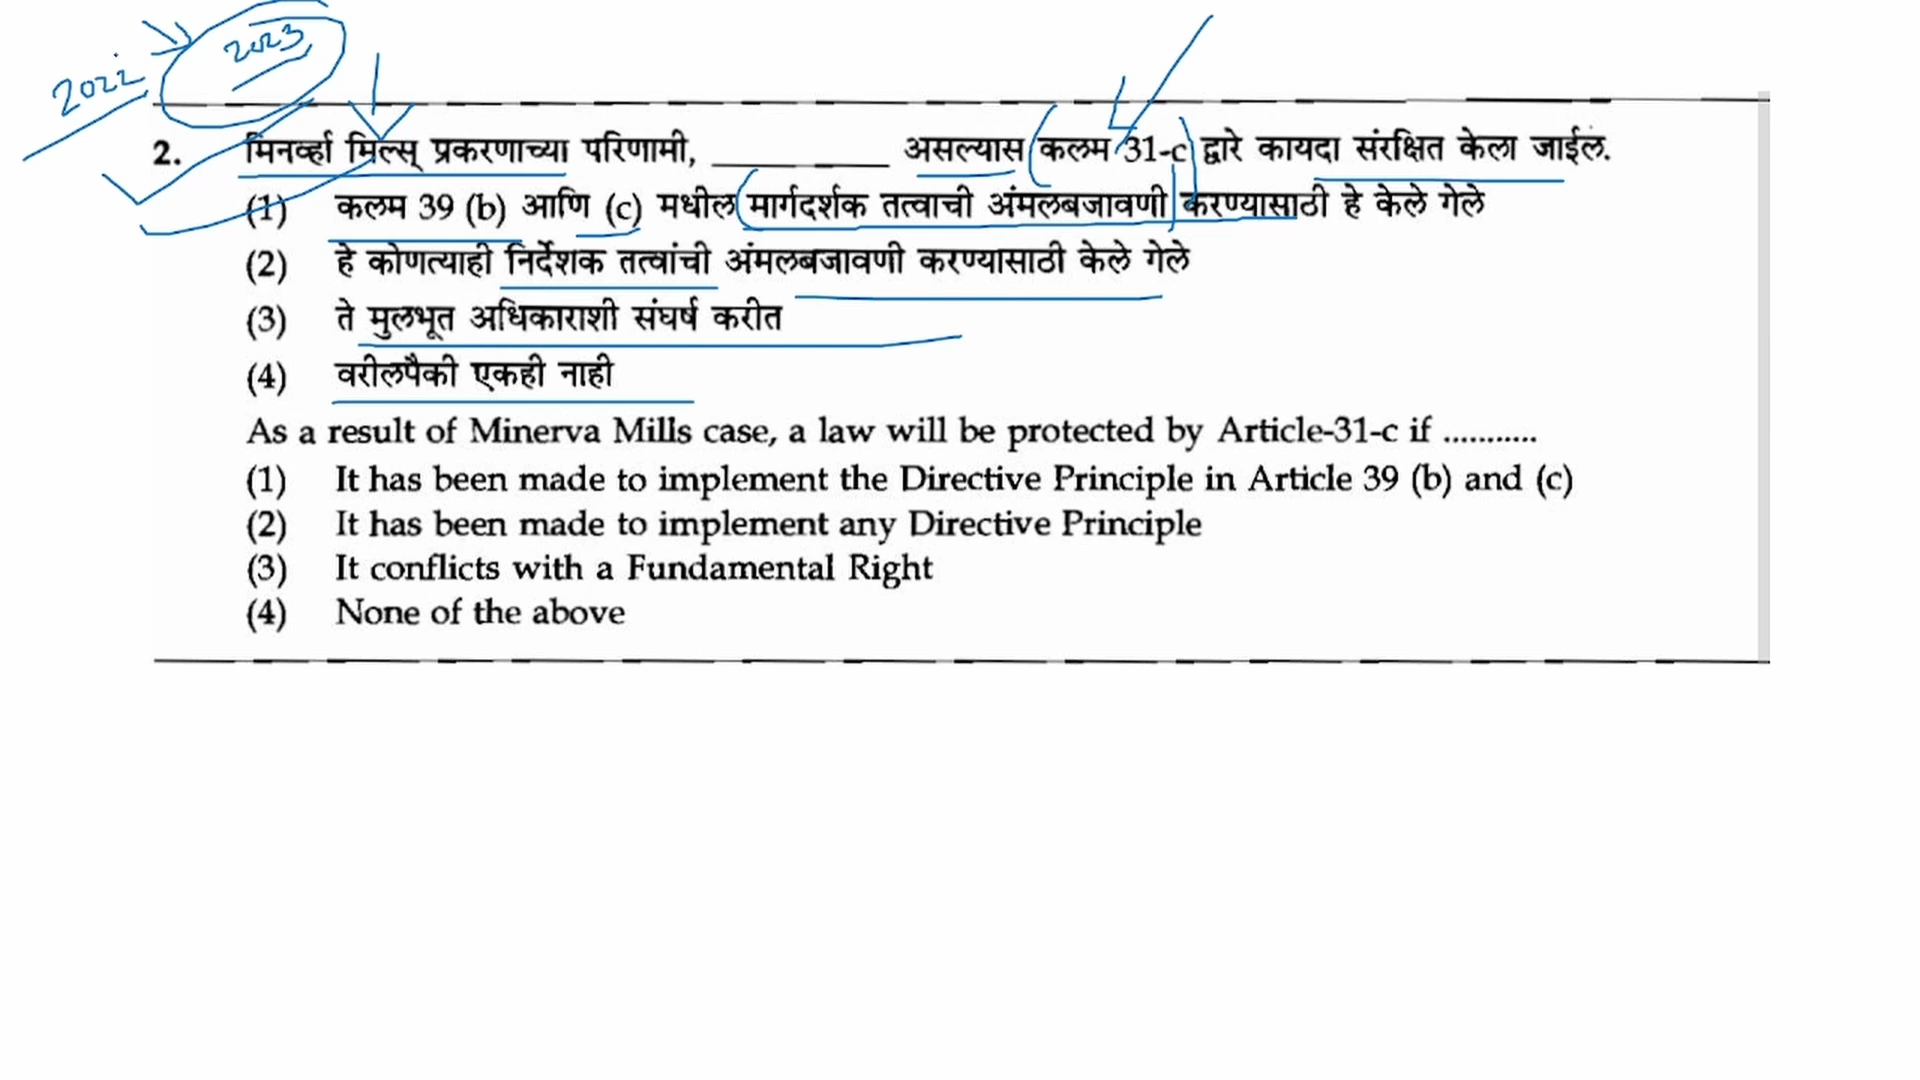 2023
2022
2. मिनर्व्हा मिल्स् प्रकरणाच्या परिणामी, __________ असल्यास कलम 31-c द्वारे कायदा संरक्षित केला जाईल.
(1) कलम 39 (b) आणि (c) मधील मार्गदर्शक तत्वाची अंमलबजावणी करण्यासाठी हे केले गेले
(2) हे कोणत्याही निर्देशक तत्वांची अंमलबजावणी करण्यासाठी केले गेले
(3) ते मुलभूत अधिकाराशी संघर्ष करीत
(4) वरीलपैकी एकही नाही
As a result of Minerva Mills case, a law will be protected by Article-31-c if ...........
(1) It has been made to implement the Directive Principle in Article 39 (b) and (c)
(2) It has been made to implement any Directive Principle
(3) It conflicts with a Fundamental Right
(4) None of the above